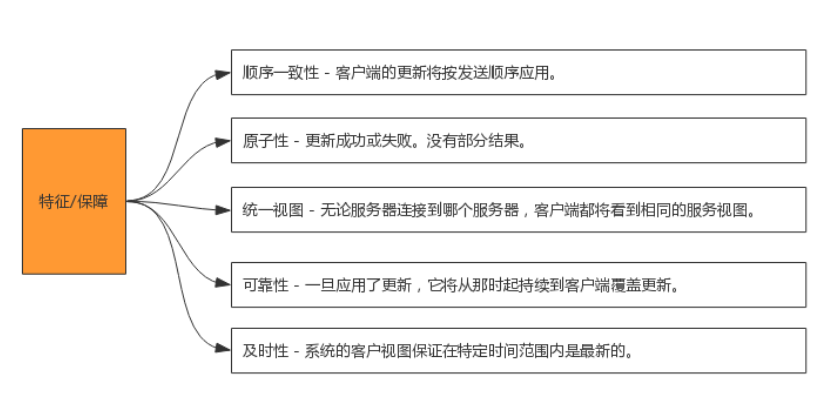 顺序一致性 - 客户端的更新将按发送顺序应用。
原子性 - 更新成功或失败。没有部分结果。
特征/保障
统一视图 - 无论服务器连接到哪个服务器，客户端都将看到相同的服务视图。
可靠性 - 一旦应用了更新，它将从那时起持续到客户端覆盖更新。
及时性 - 系统的客户视图保证在特定时间范围内是最新的。